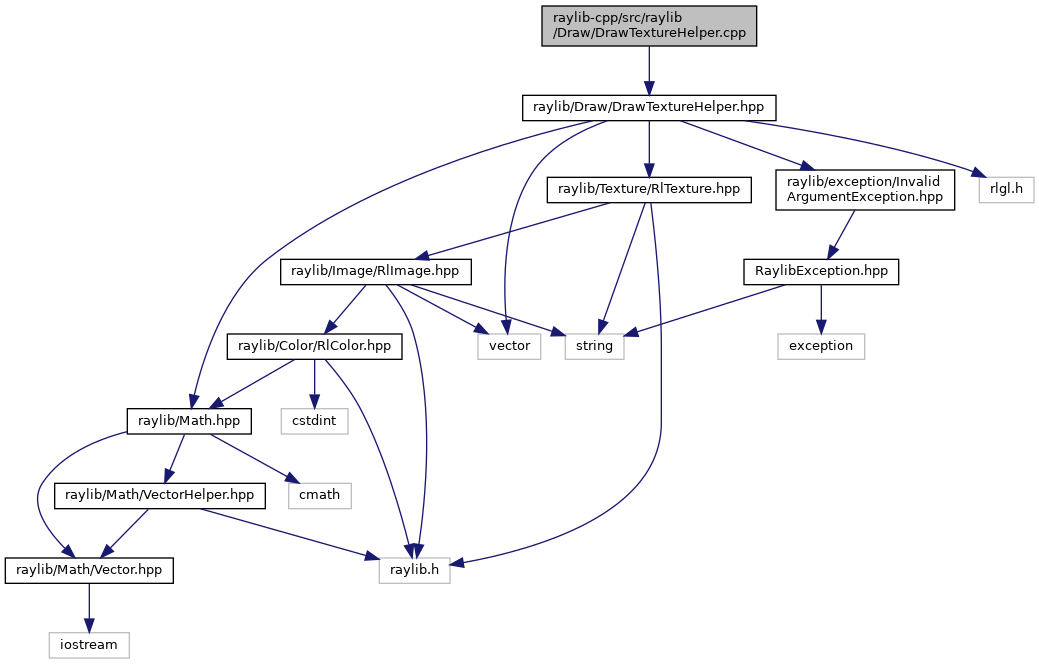 raylib-cpp/src/raylib
/Draw/DrawTextureHelper.cpp
raylib/Draw/DrawTextureHelper.hpp
raylib/Texture/RlTexture.hpp
raylib/exception/Invalid
ArgumentException.hpp
rlgl.h
raylib/Image/RlImage.hpp
RaylibException.hpp
raylib/Color/RlColor.hpp
vector
string
exception
raylib/Math.hpp
cstdint
raylib/Math/VectorHelper.hpp
cmath
raylib/Math/Vector.hpp
raylib.h
iostream